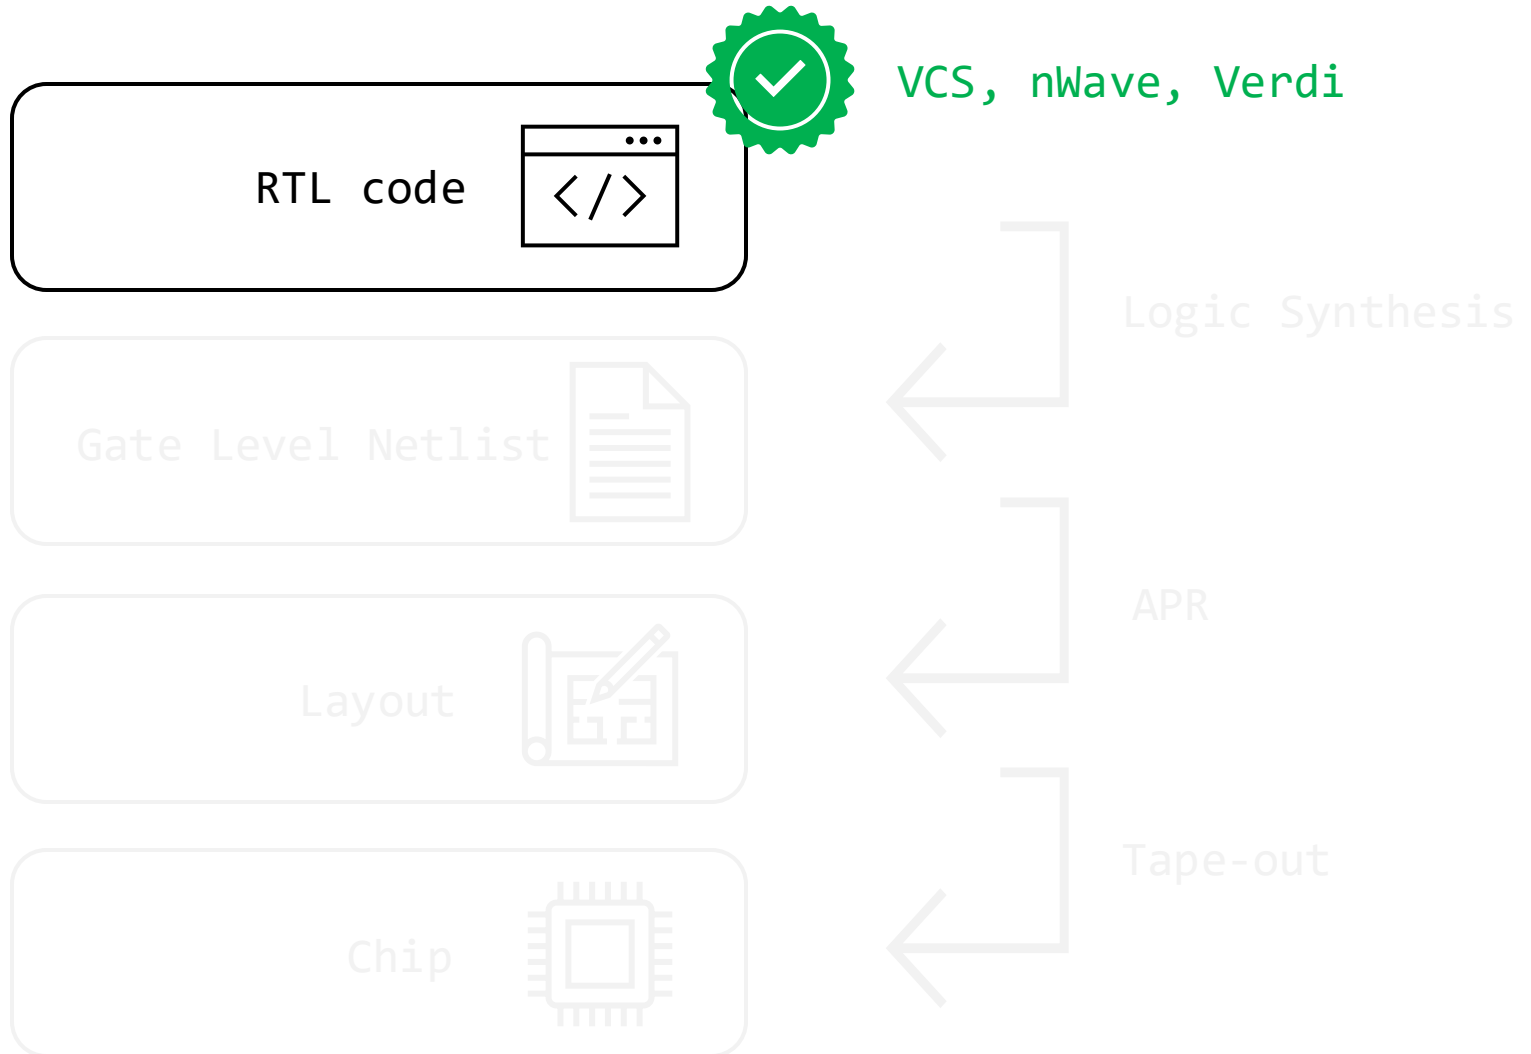 VCS, nWave, Verdi
RTL code
</>
Logic Synthesis
Gate Level Netlist
APR
Layout
Tape-out
Chip